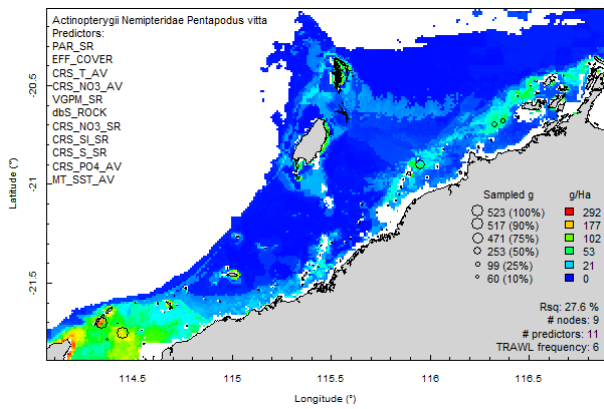 Actinopterygii Nemipteridae Pentapodus vitta
Predictors:
PAR_SR
EFF_COVER
CRS_T_AV
CRS_NO3_AV
VGPM_SR
dbS_ROCK
CRS_NO3_SR
CRS_SI_SR
CRS_S_SR
CRS_PO4_AV
MT_SST_AV
-20.5
-21
-21.5
Latitude (°)
Sampled g g/Ha
523 (100%) 292
517 (90%) 177
471 (75%) 102
253 (50%) 53
99 (25%) 21
60 (10%) 0
Rsq: 27.6 %
# nodes: 9
# predictors: 11
TRAWL frequency: 6
114.5 115 115.5 116 116.5
Longitude (°)